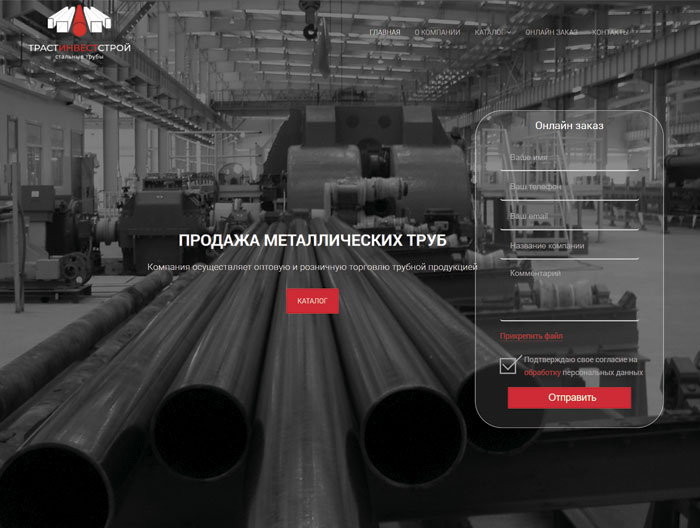 ТРАСТИНВЕСТСТРОЙ
стальные трубы
ГЛАВНАЯ О КОМПАНИИ КАТАЛОГ ОНЛАЙН ЗАКАЗ КОНТАКТЫ
Онлайн заказ
Ваше имя
Ваш телефон
Ваш email
Название компании
Комментарий
Прикрепить файл
Подтверждаю свое согласие на
обработку персональных данных
Отправить
ПРОДАЖА МЕТАЛЛИЧЕСКИХ ТРУБ
Компания осуществляет оптовую и розничную торговлю трубной продукцией
КАТАЛОГ